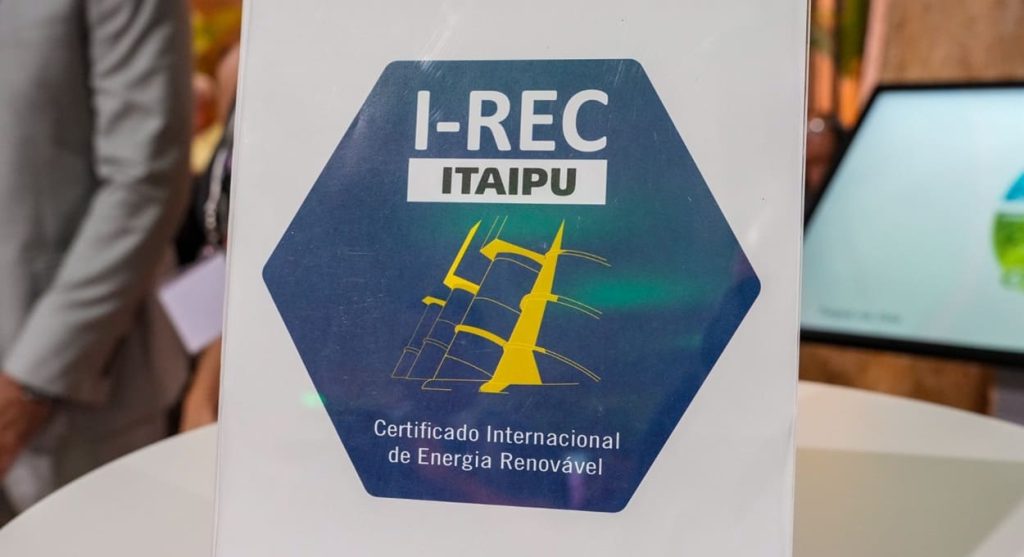 I-REC
ITAIPU
Certificado Internacional
de Energia Renovável